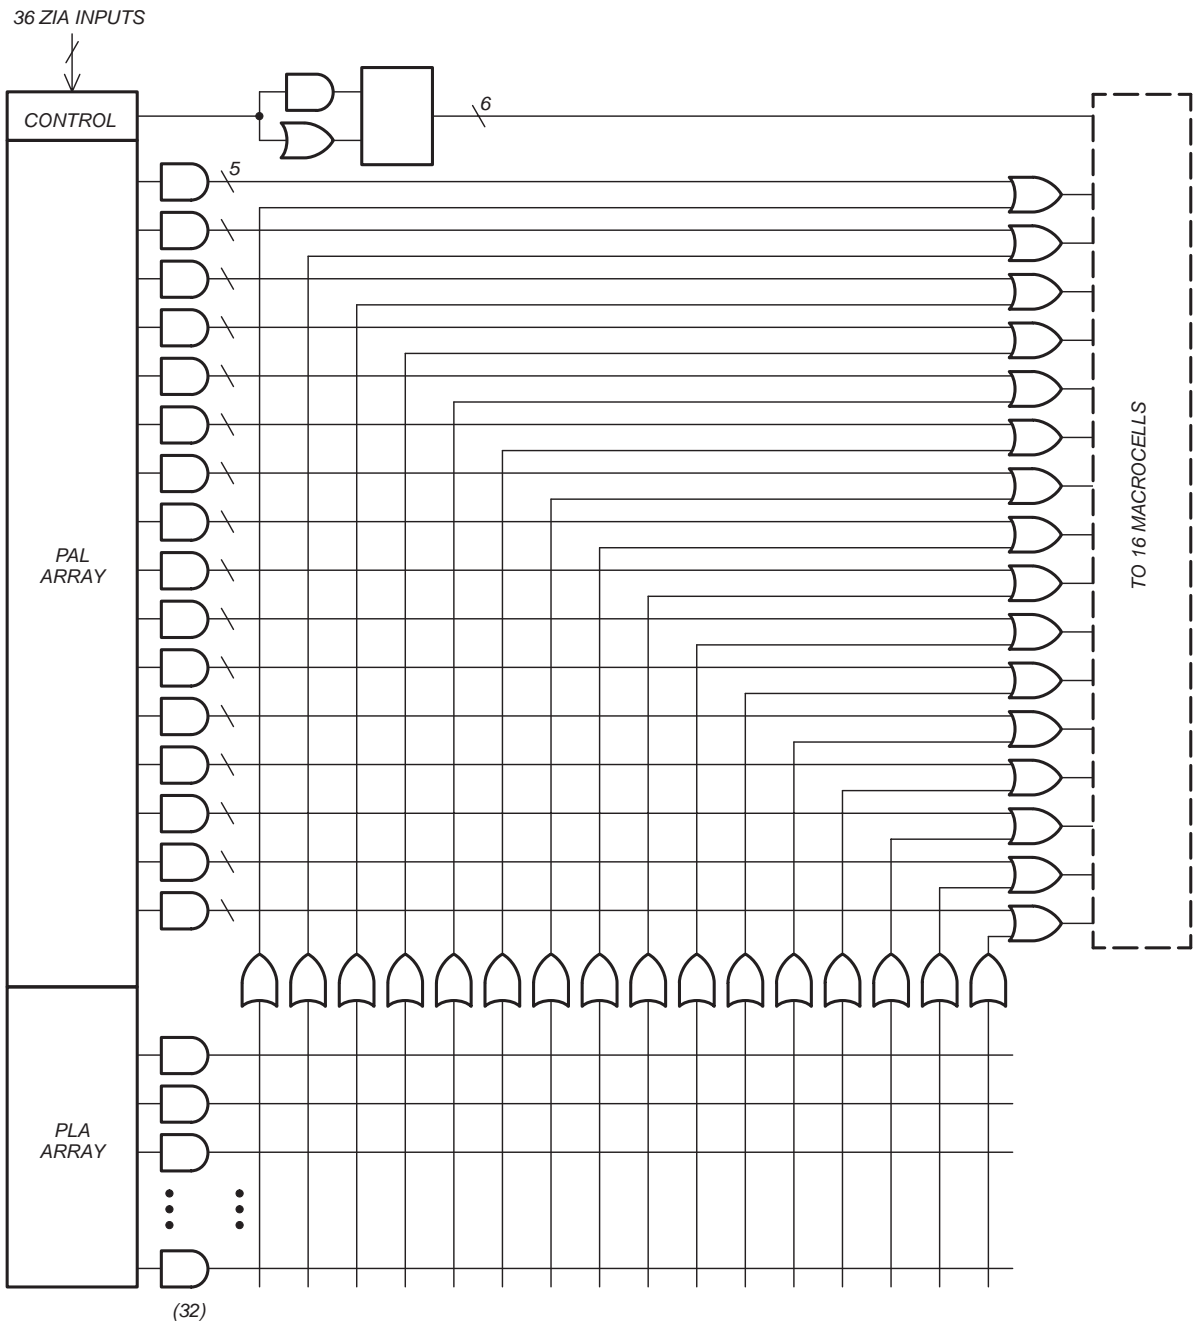 36 ZIA INPUTS
CONTROL
6
5
PAL
ARRAY
TO 16 MACROCELLS
PLA
ARRAY
(32)